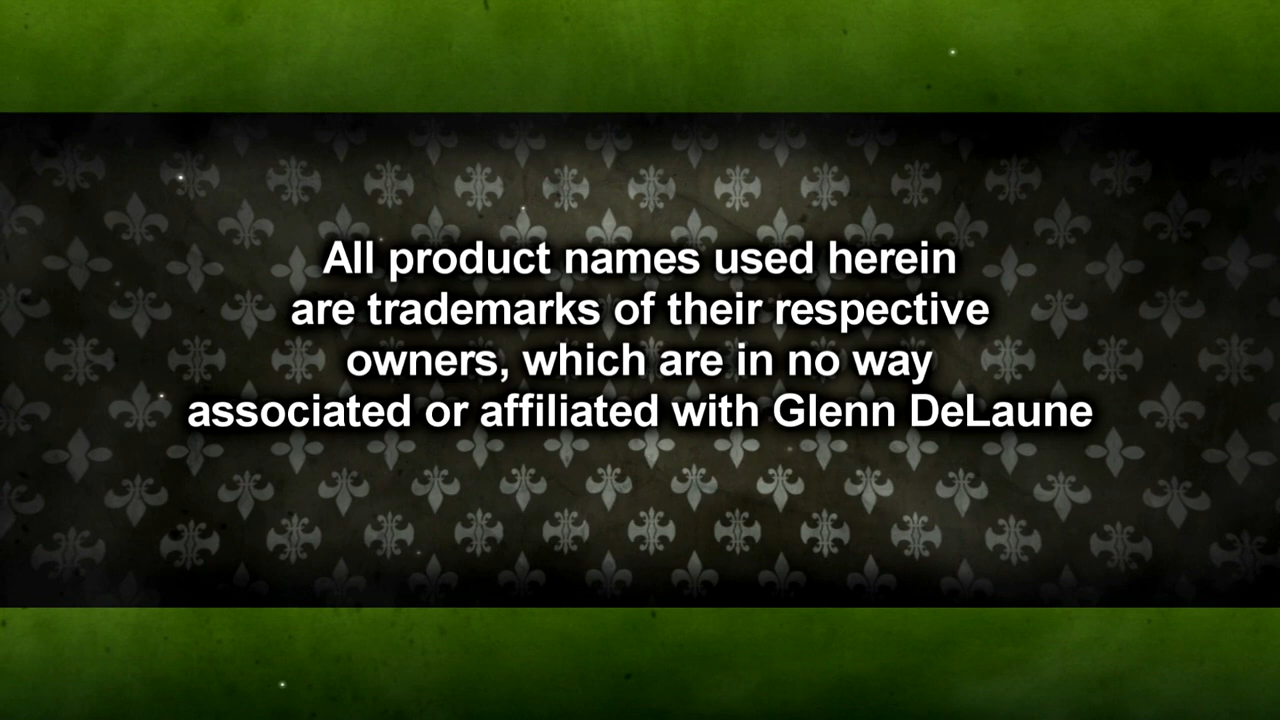 All product names used herein
are trademarks of their respective
owners, which are in no way
associated or affiliated with Glenn DeLaune